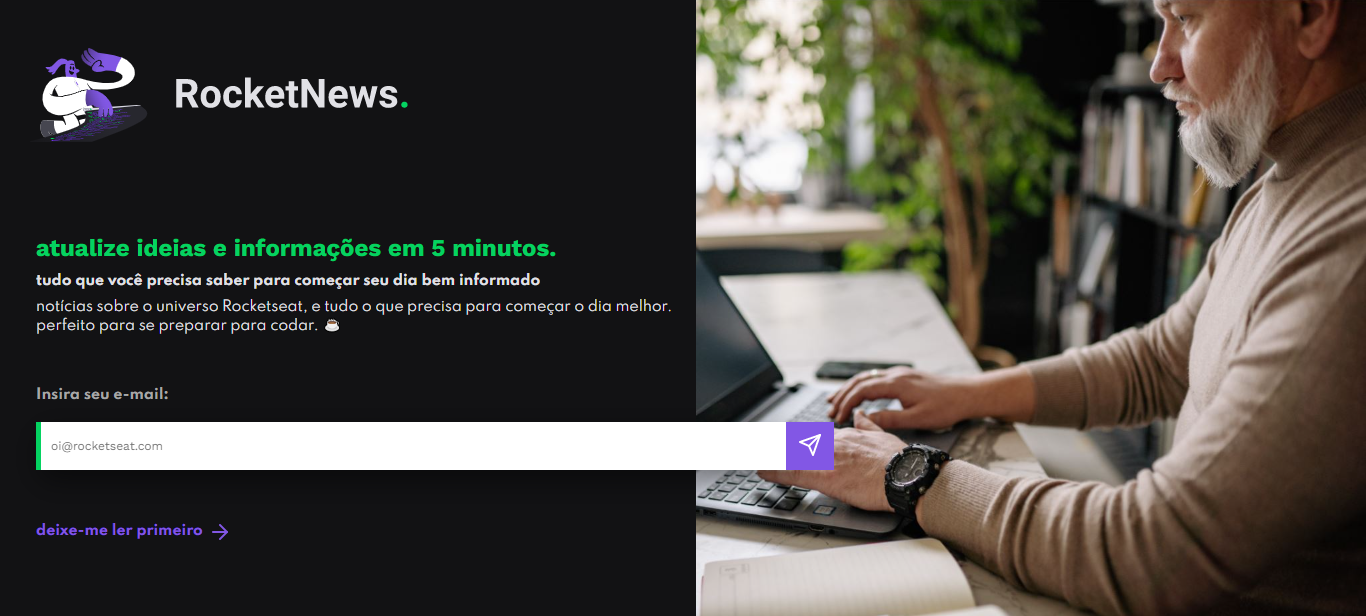 RocketNews.
atualize ideias e informações em 5 minutos.
tudo que você precisa saber para começar seu dia bem informado
notícias sobre o universo Rocketseat, e tudo o que precisa para começar o dia melhor.
perfeito para se preparar para codar. ☕
Insira seu e-mail:
oi@rocketseat.com
deixe-me ler primeiro →